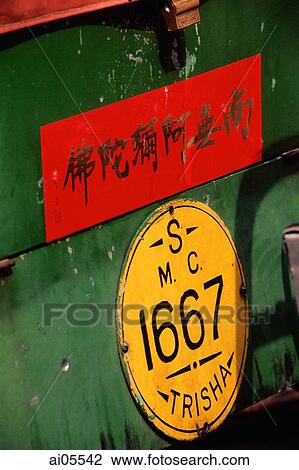 南無阿彌陀佛
S
M. C.
1667
TRISHA
FOTOSEARCH
ai05542 www.fotosearch.com